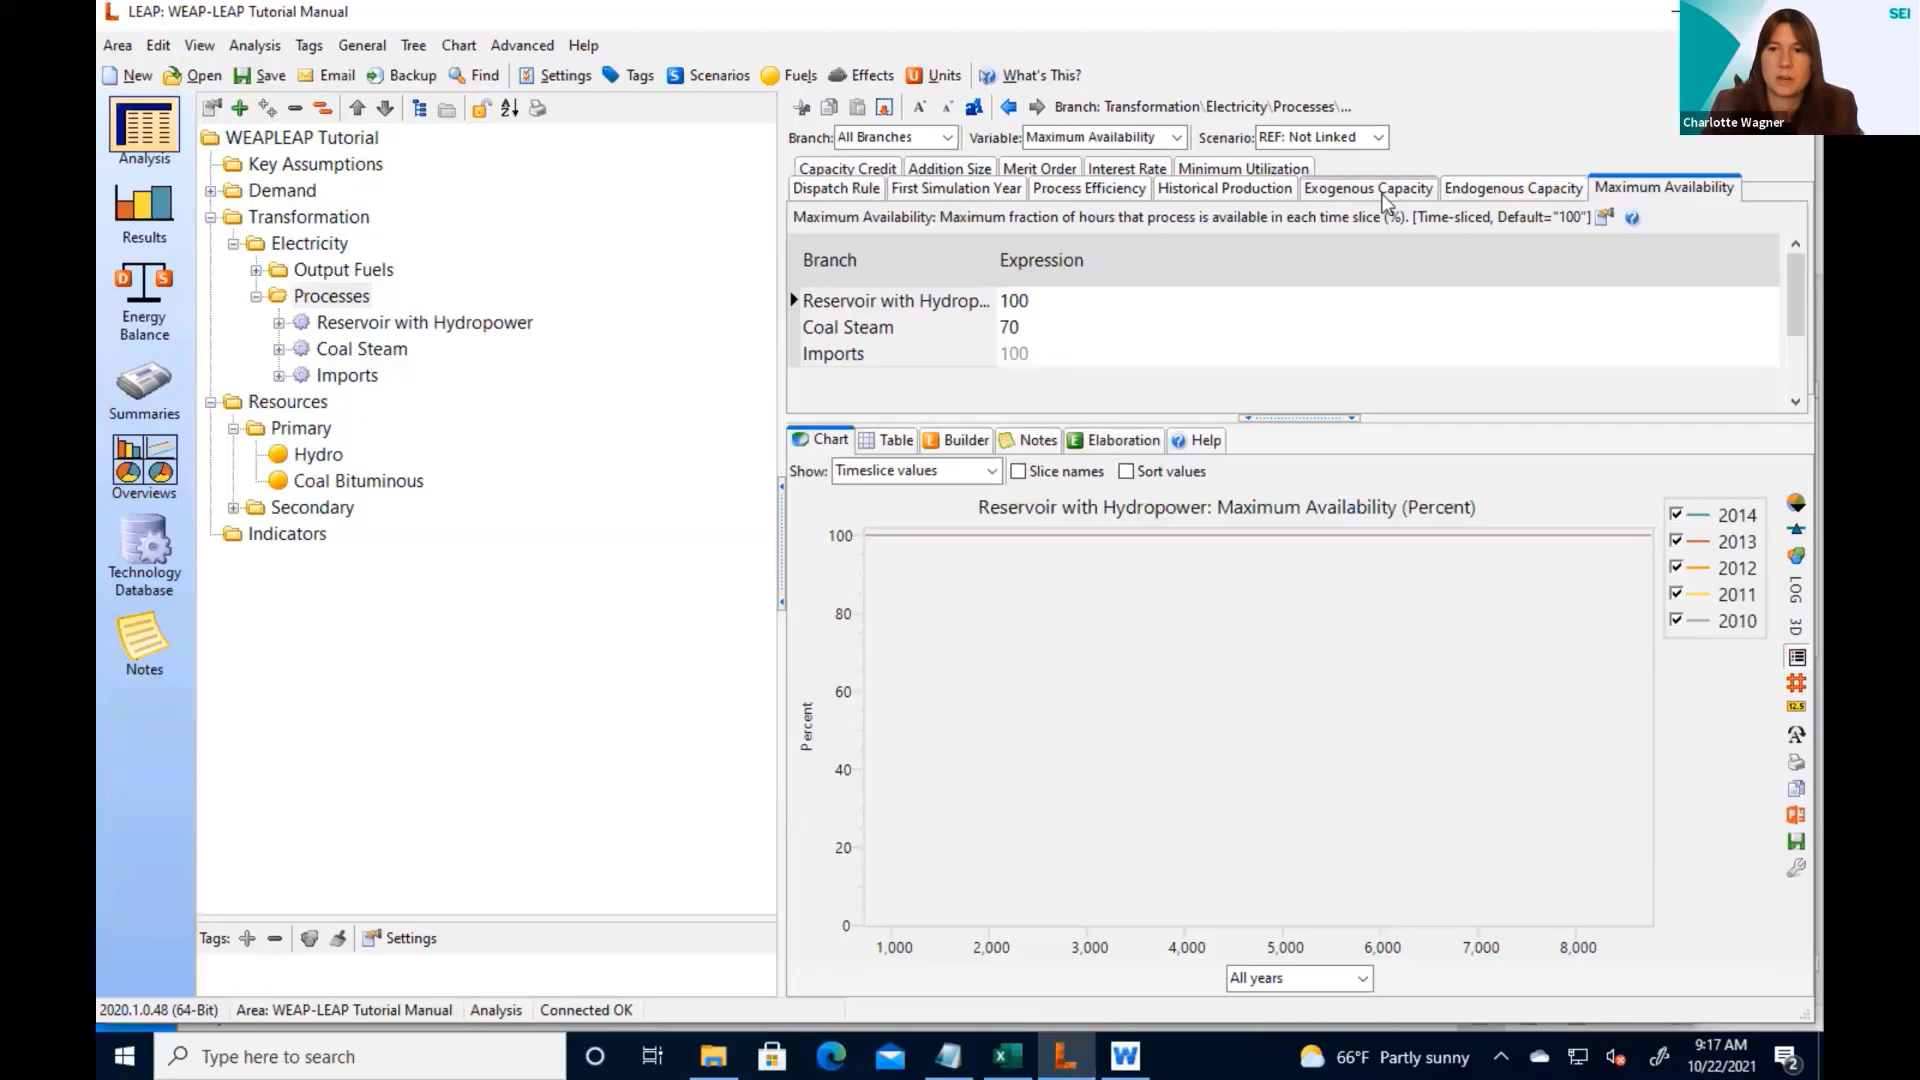 LEAP: WEAP-LEAP Tutorial Manual
SEI
Charlotte Wagner
Area Edit View Analysis Tags General Tree Chart Advanced Help
New Open Save Email Backup Find Settings Tags Scenarios Fuels Effects Units What's This?
Analysis
Results
Energy
Balance
Summaries
Overviews
Technology
Database
Notes
WEAPLEAP Tutorial
Key Assumptions
Demand
Transformation
Electricity
Output Fuels
Processes
Reservoir with Hydropower
Coal Steam
Imports
Resources
Primary
Hydro
Coal Bituminous
Secondary
Indicators
Tags: Settings
Branch: Transformation\Electricity\Processes\...
Branch: All Branches Variable: Maximum Availability Scenario: REF: Not Linked
Capacity Credit Addition Size Merit Order Interest Rate Minimum Utilization
Dispatch Rule First Simulation Year Process Efficiency Historical Production Exogenous Capacity Endogenous Capacity Maximum Availability
Maximum Availability: Maximum fraction of hours that process is available in each time slice (%). [Time-sliced, Default="100"]
Branch Expression
Reservoir with Hydrop... 100
Coal Steam 70
Imports 100
Chart Table Builder Notes Elaboration Help
Show: Timeslice values Slice names Sort values
Reservoir with Hydropower: Maximum Availability (Percent)
100
80
60
40
20
0
Percent
1,000 2,000 3,000 4,000 5,000 6,000 7,000 8,000
All years
2014
2013
2012
2011
2010
LOG
3D
12.5
2020.1.0.48 (64-Bit) Area: WEAP-LEAP Tutorial Manual Analysis Connected OK
Type here to search
66°F Partly sunny
9:17 AM
10/22/2021
2